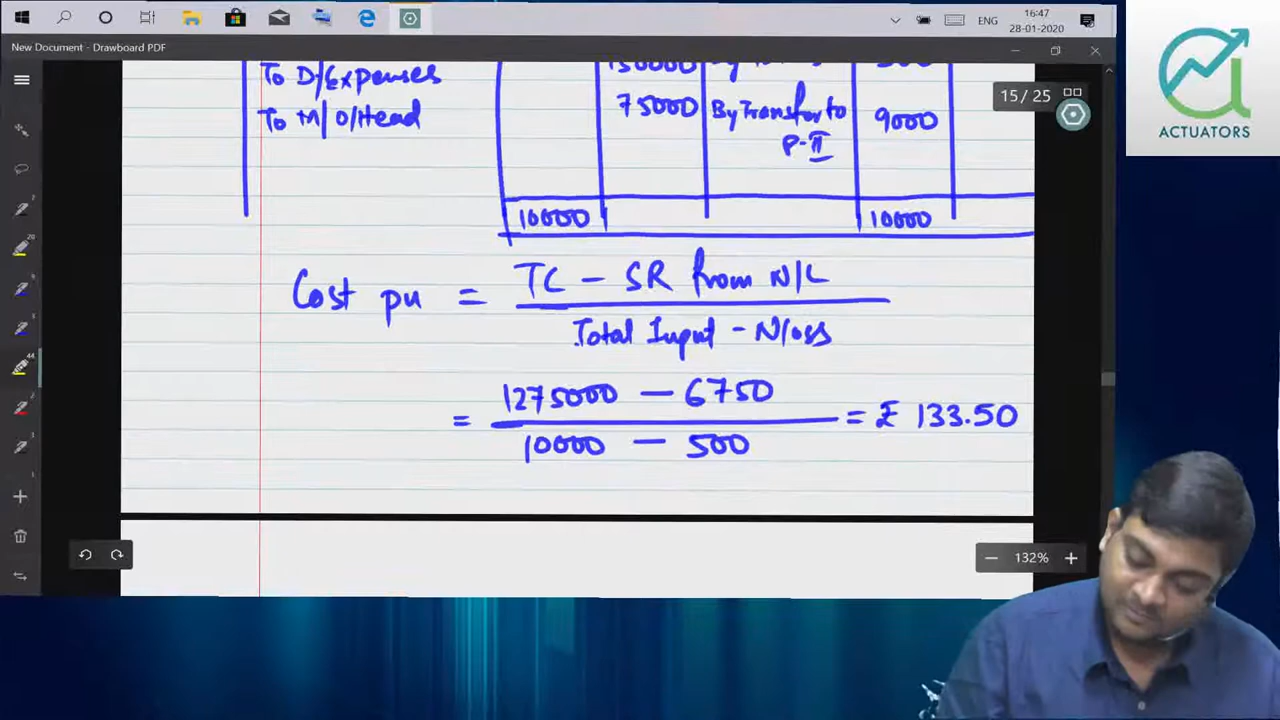 16:47
ENG
28-01-2020
New Document - Drawboard PDF
To D/Expenses
150000
To M/O/Head
75000 By Transfer to 9000
P-II
15 / 25
ACTUATORS
10000 10000
Cost pu = TC - SR from N/L
Total Input - N/loss
= 1275000 - 6750 = £ 133.50
10000 - 500
132%